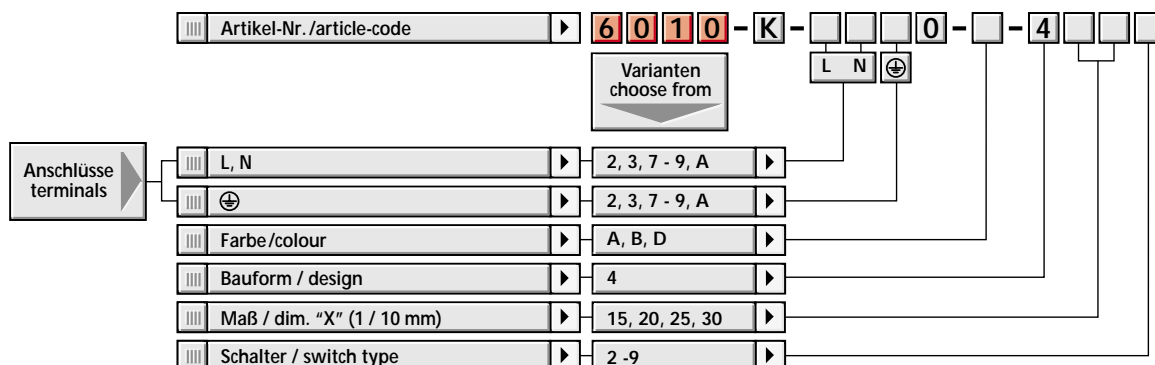 Artikel-Nr./article-code 6 0 1 0 - K - 0 - - 4
Varianten
choose from
L N
Anschlüsse
terminals
L, N 2, 3, 7 - 9, A
2, 3, 7 - 9, A
Farbe/colour A, B, D
Bauform / design 4
Maß / dim. “X” (1 / 10 mm) 15, 20, 25, 30
Schalter / switch type 2 -9